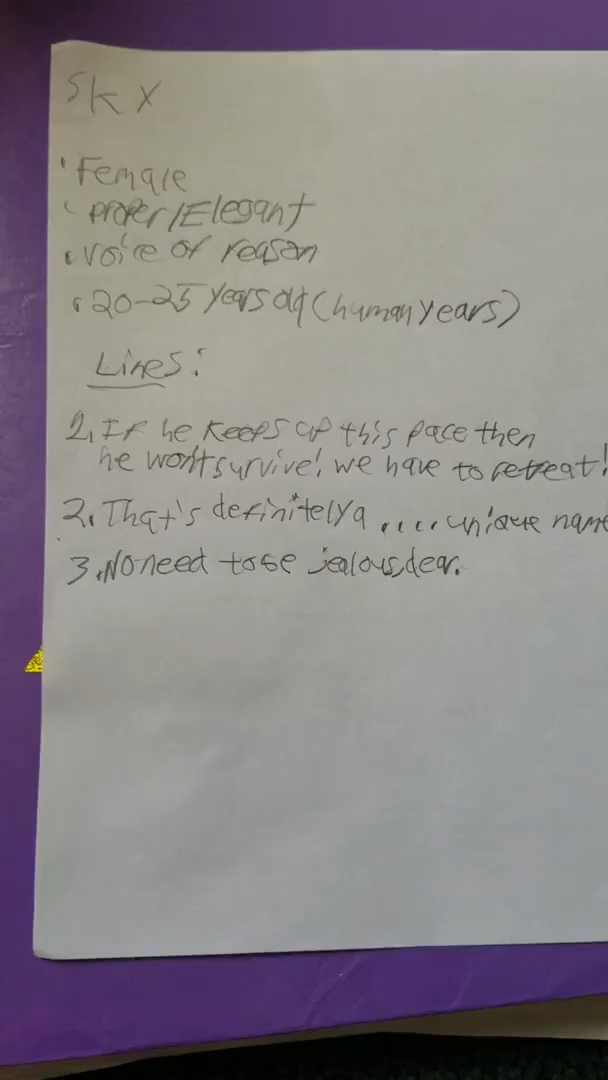 Skx
• Female
• proper/Elegant
• voice of reason
• 20-25 years old (human years)
Lines:
1. If he keeps up this pace then
he won't survive! we have to retreat!
2. That's definitely a .... unique name
3. No need to be jealous, dear.